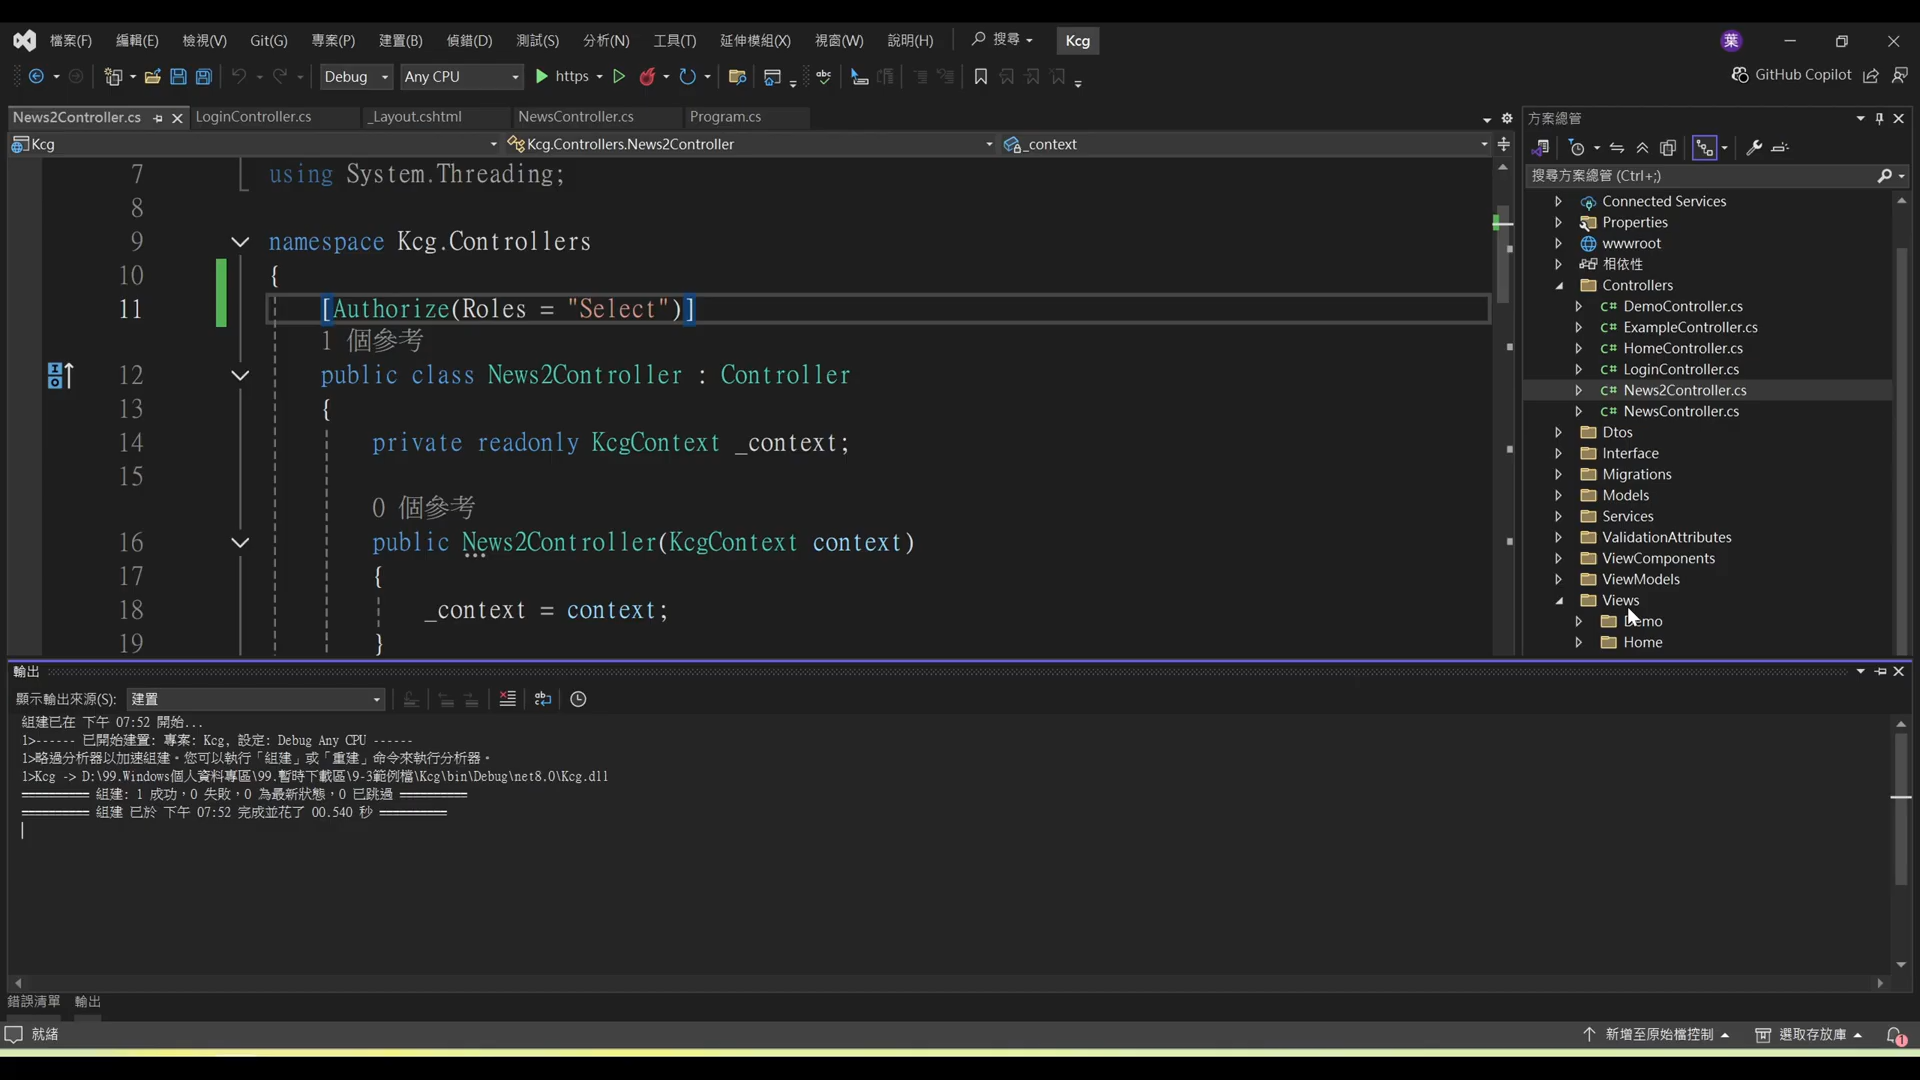 檔案(F) 編輯(E) 檢視(V) Git(G) 專案(P) 建置(B) 偵錯(D) 測試(S) 分析(N) 工具(T) 延伸模組(X) 視窗(W) 說明(H) 搜尋 Kcg 葉
Debug Any CPU https GitHub Copilot
News2Controller.cs LoginController.cs _Layout.cshtml NewsController.cs Program.cs
Kcg Kcg.Controllers.News2Controller _context
7 using System.Threading;
8
9 namespace Kcg.Controllers
10 {
11 [Authorize(Roles = "Select")]
1 個參考
12 public class News2Controller : Controller
13 {
14 private readonly KcgContext _context;
15
0 個參考
16 public News2Controller(KcgContext context)
17 {
18 _context = context;
19 }
方案總管
搜尋方案總管 (Ctrl+;)
Connected Services
Properties
wwwroot
相依性
Controllers
C# DemoController.cs
C# ExampleController.cs
C# HomeController.cs
C# LoginController.cs
C# News2Controller.cs
C# NewsController.cs
Dtos
Interface
Migrations
Models
Services
ValidationAttributes
ViewComponents
ViewModels
Views
Demo
Home
輸出
顯示輸出來源(S): 建置
組建已在 下午 07:52 開始...
1>------ 已開始建置: 專案: Kcg, 設定: Debug Any CPU ------
1>略過分析器以加速組建。您可以執行「組建」或「重建」命令來執行分析器。
1>Kcg -> D:\99.Windows個人資料專區\99.暫時下載區\9-3範例檔\Kcg\bin\Debug\net8.0\Kcg.dll
========== 組建: 1 成功，0 失敗，0 為最新狀態，0 已跳過 ==========
========== 組建 已於 下午 07:52 完成並花了 00.540 秒 ==========
錯誤清單 輸出
就緒 新增至原始檔控制 選取存放庫 1